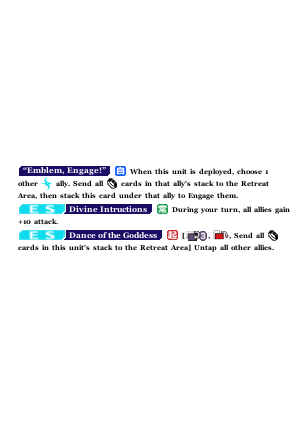 “Emblem, Engage!” 自 When this unit is deployed, choose 1
other ally. Send all cards in that ally's stack to the Retreat
Area, then stack this card under that ally to Engage them.
E S Divine Intructions During your turn, all allies gain
+10 attack.
E S Dance of the Goddess 起 [ , , Send all
cards in this unit's stack to the Retreat Area] Untap all other allies.